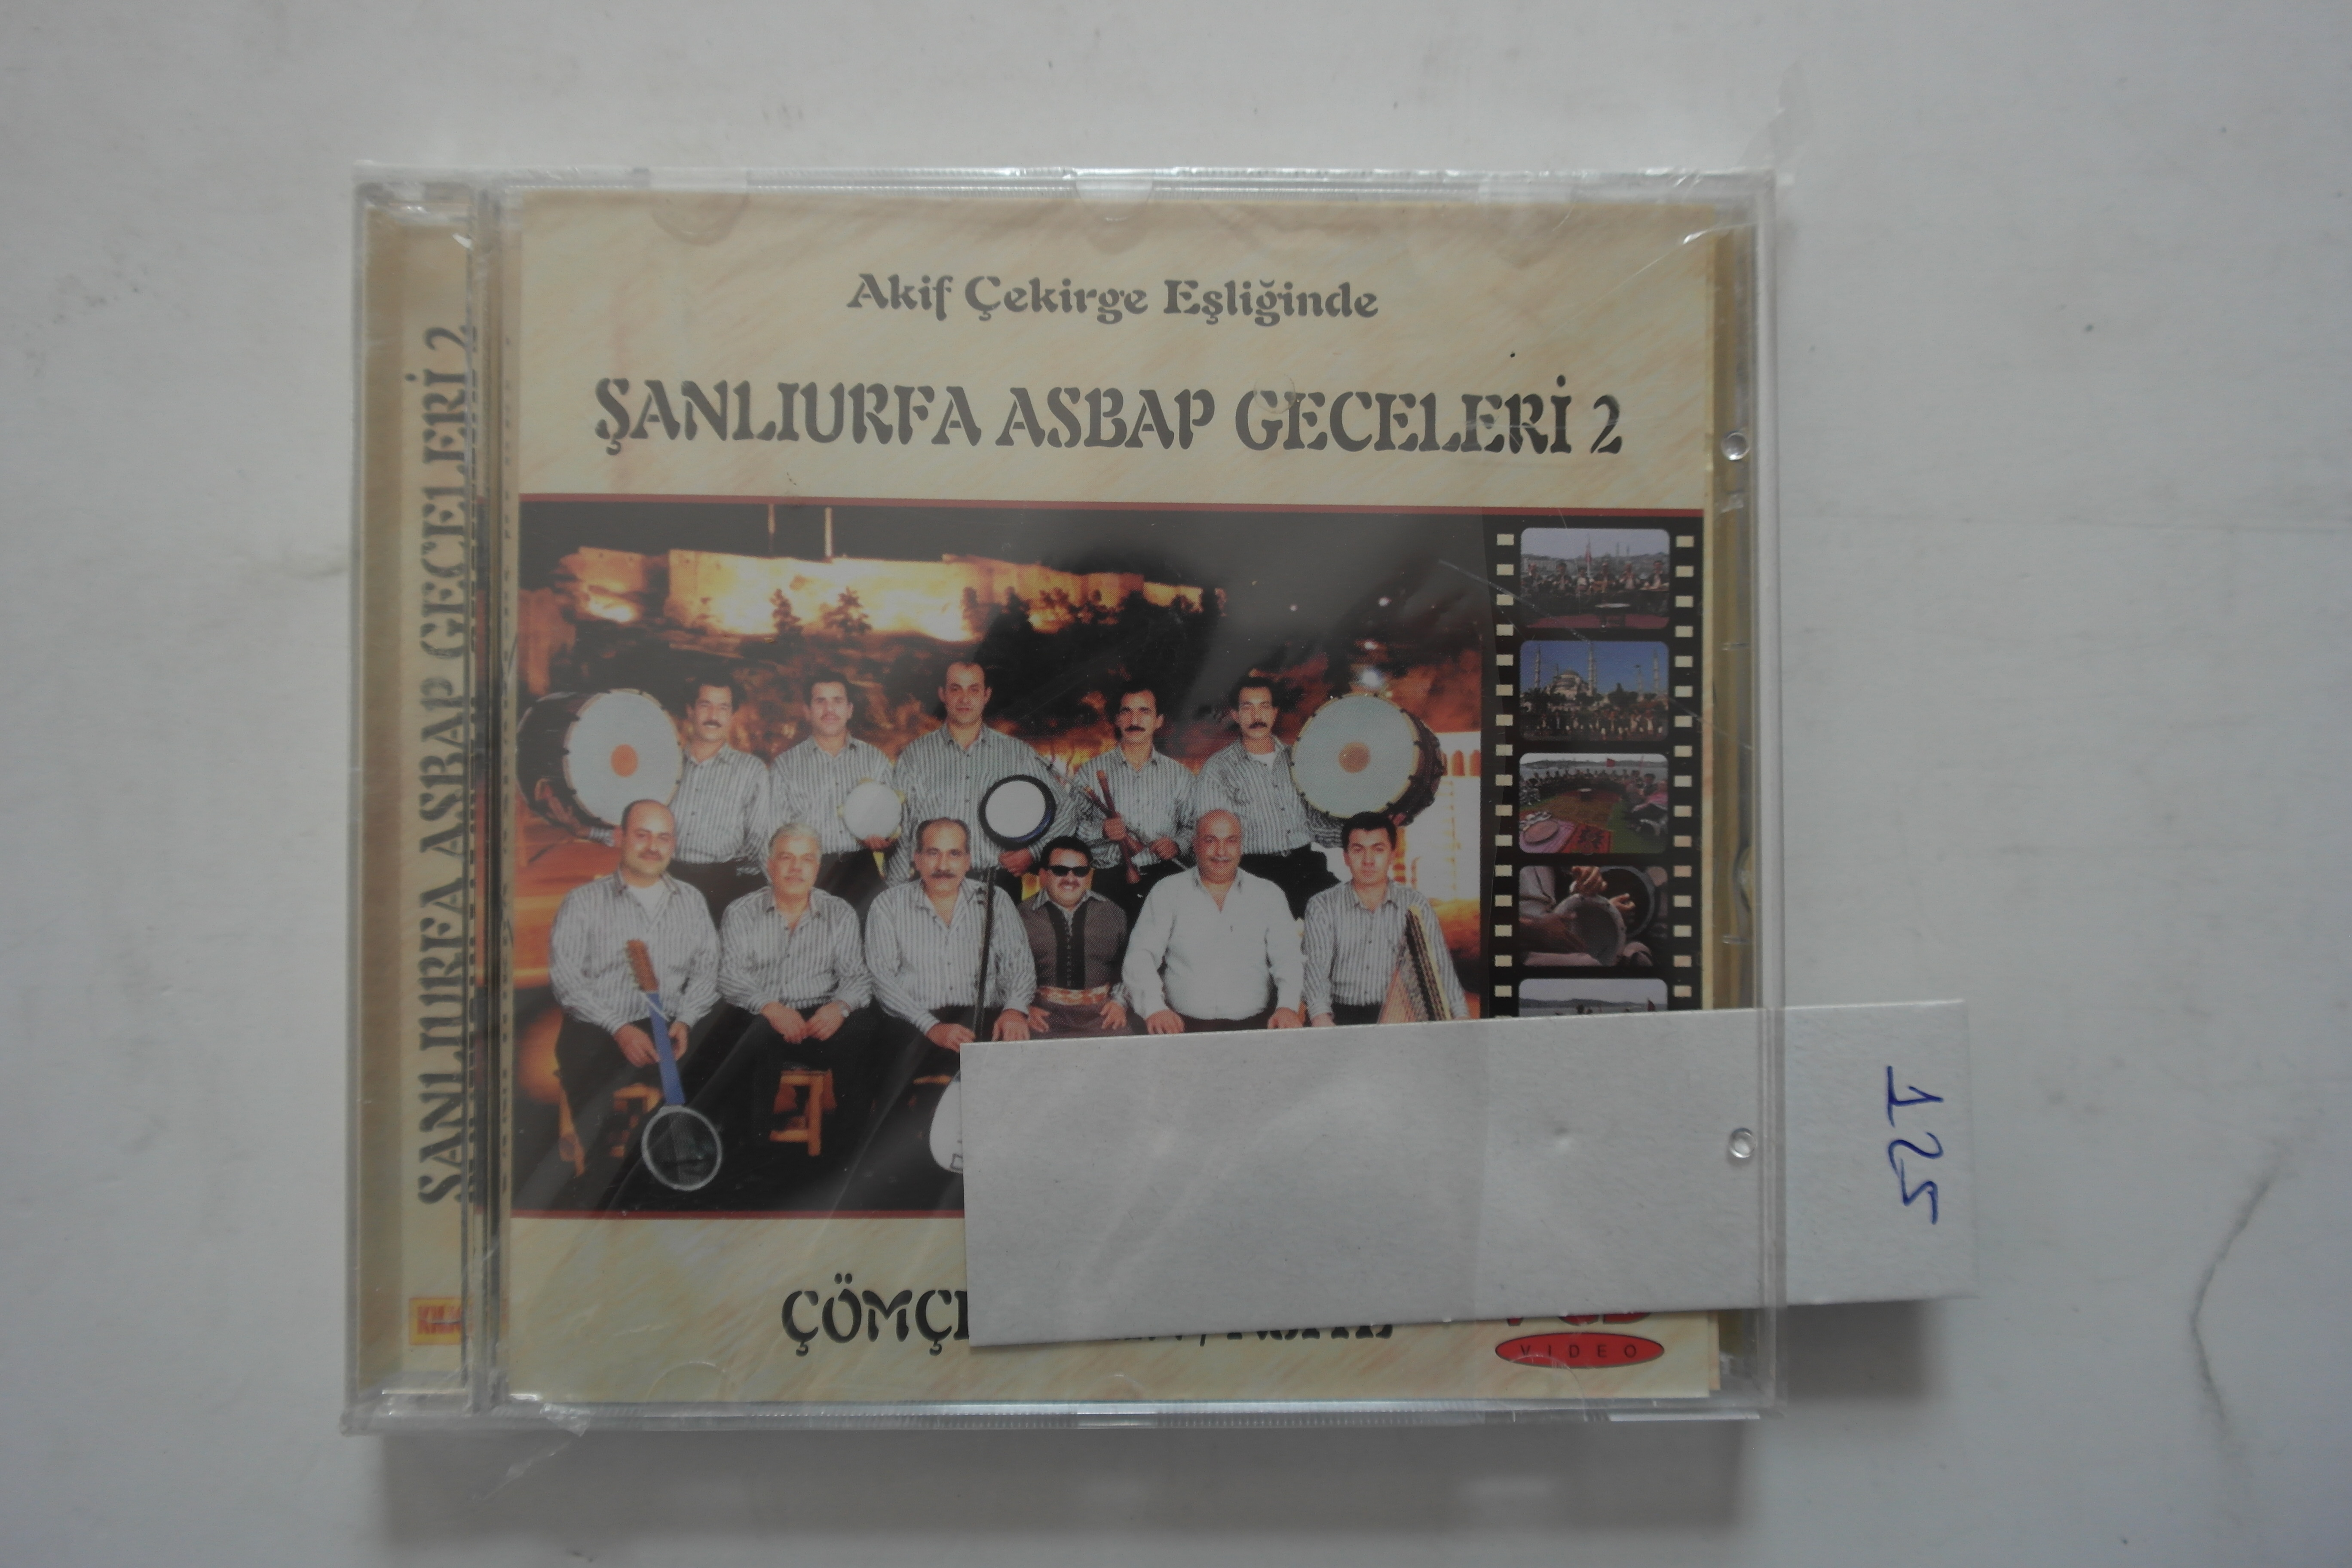 Akif Çekirge Eşliğinde
ŞANLIURFA ASBAP GECELERİ 2
ŞANLIURFA ASBAP GECELERİ 2
VIDEO
125